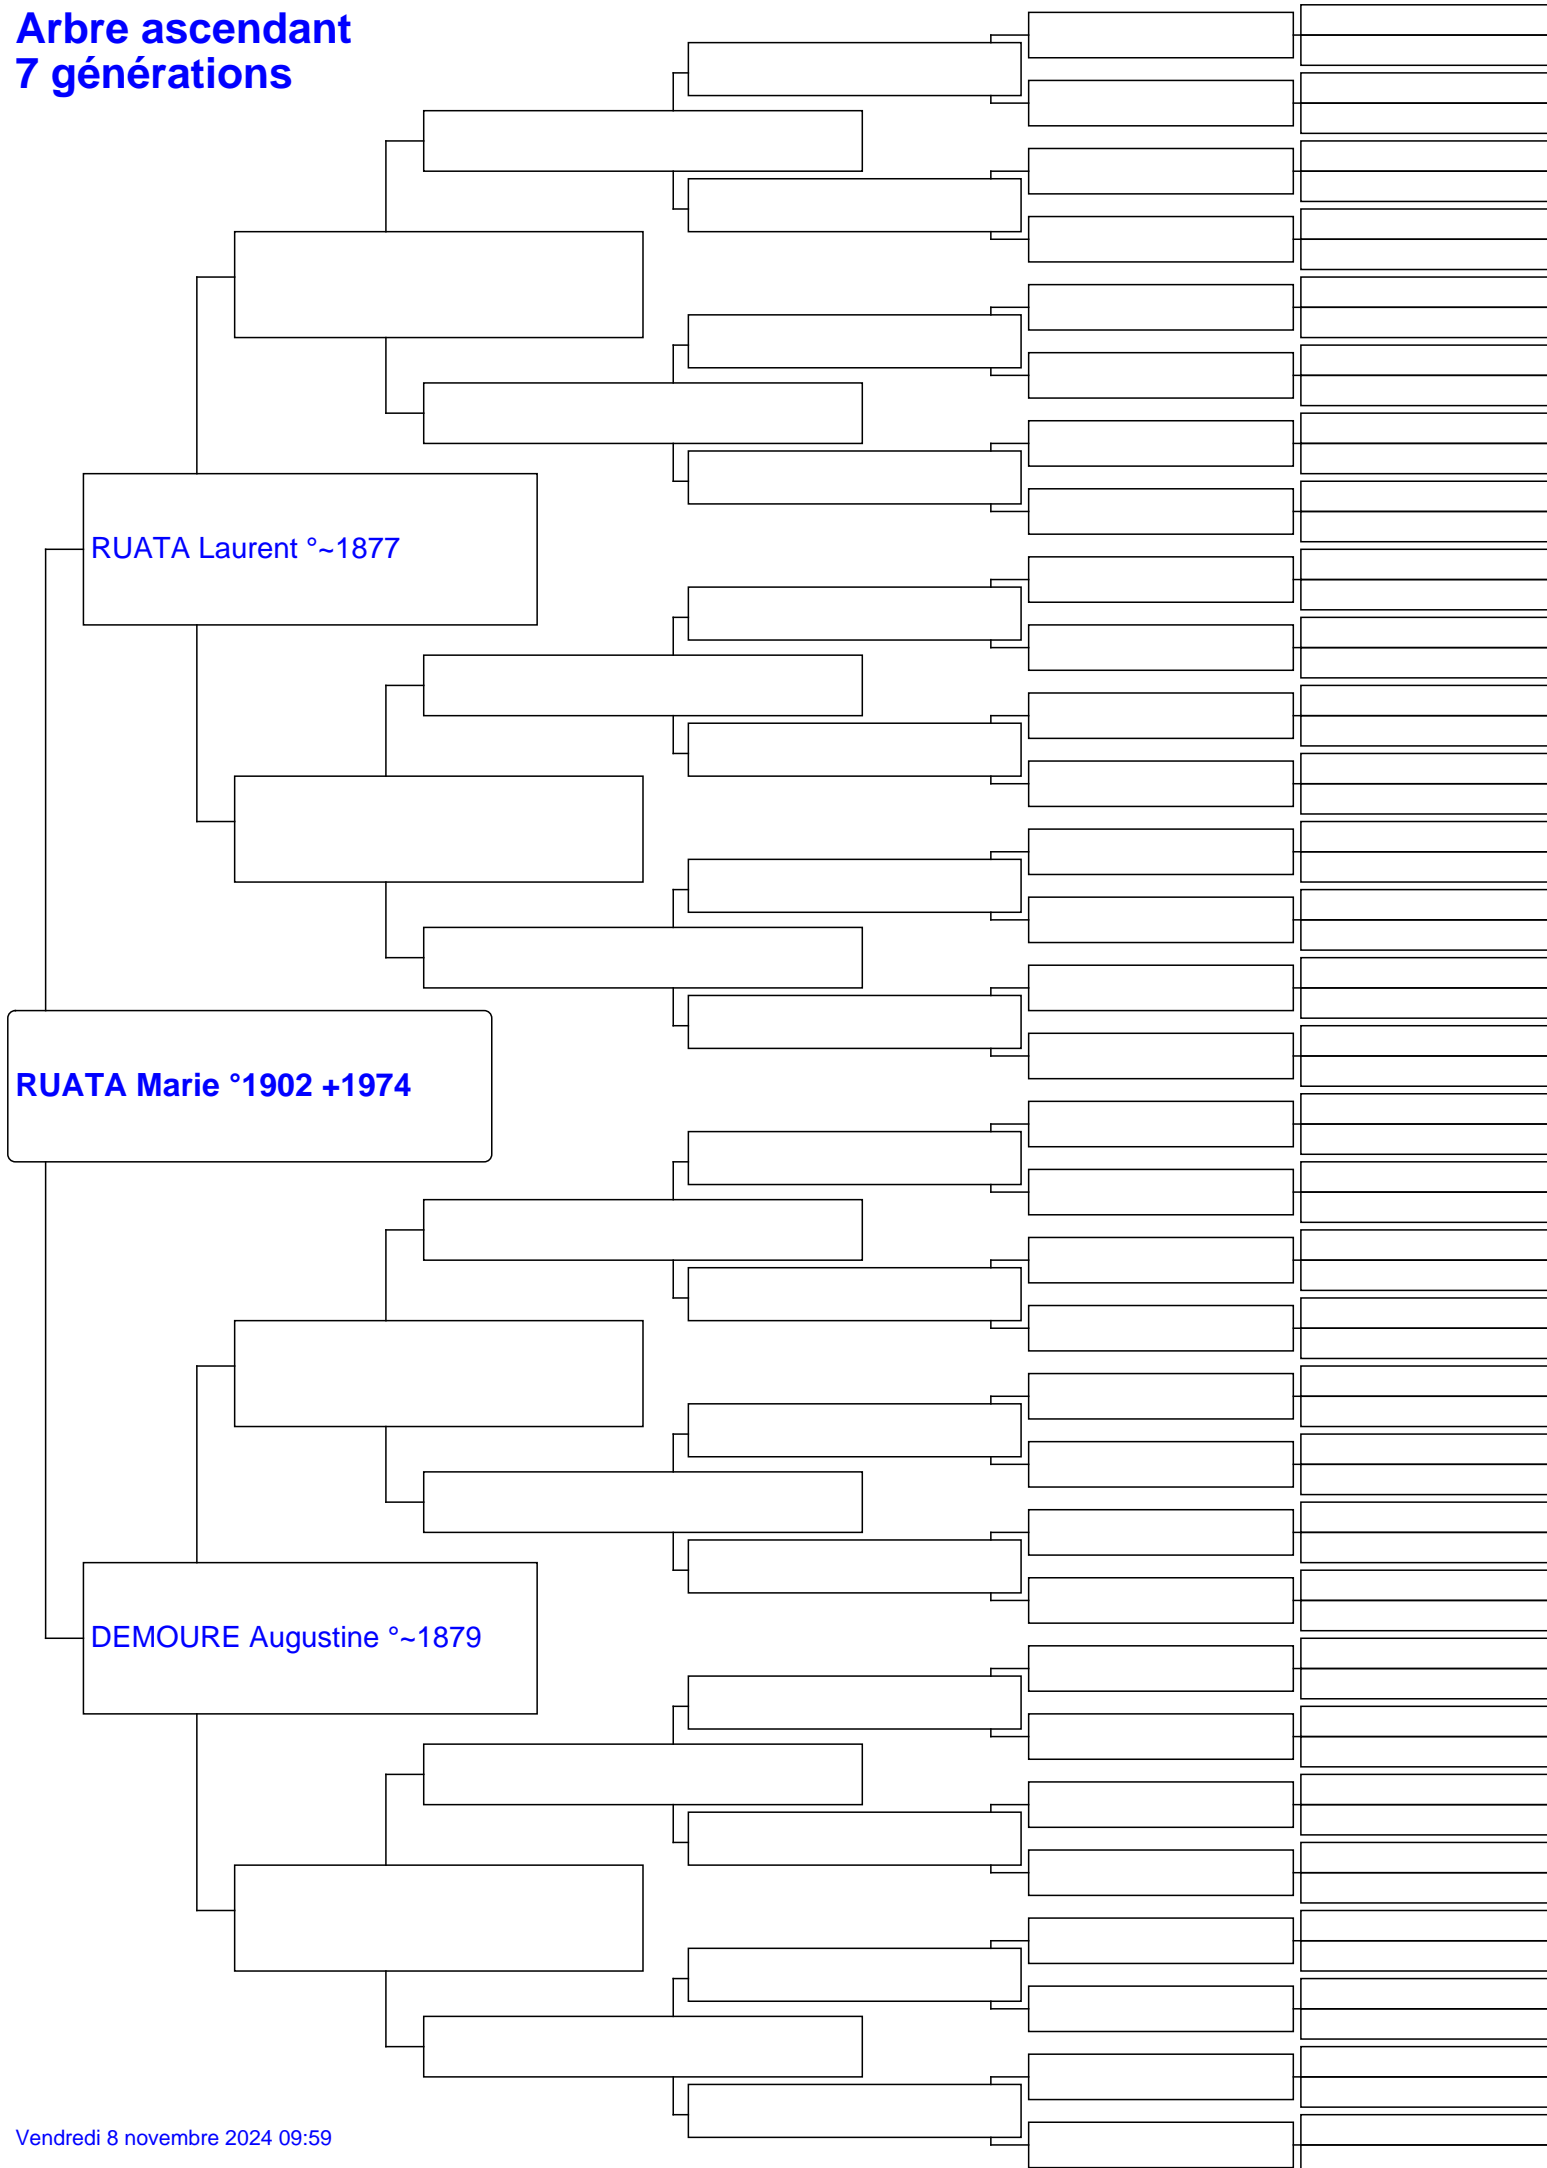 Arbre ascendant
7 générations
RUATA Laurent °~1877
RUATA Marie °1902 +1974
DEMOURE Augustine °~1879
Vendredi 8 novembre 2024 09:59